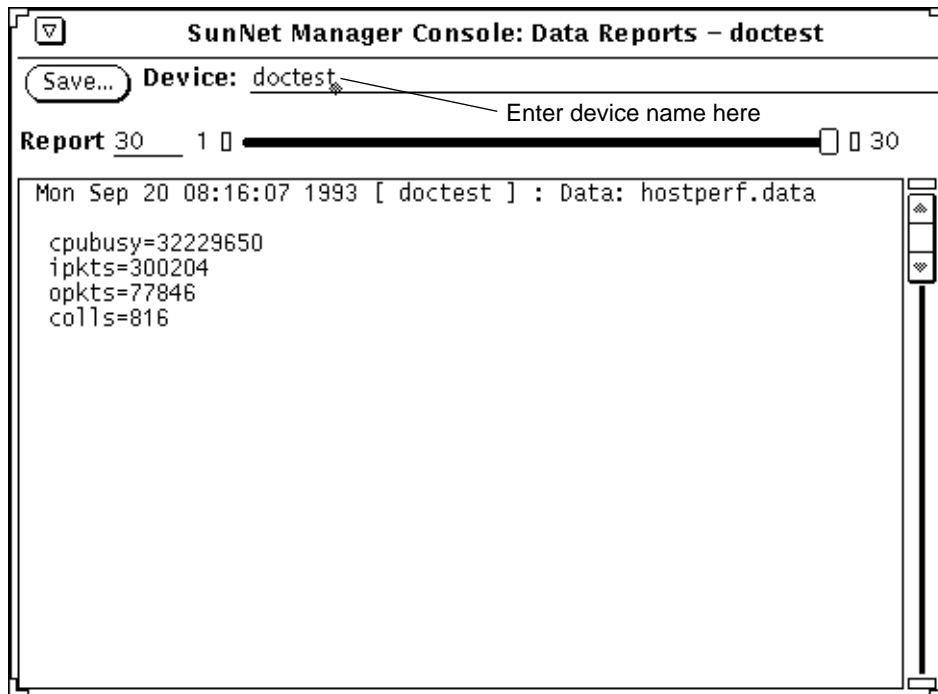 SunNet Manager Console: Data Reports – doctest
Save... Device: doctest
Enter device name here
Report 30 1 30
Mon Sep 20 08:16:07 1993 [ doctest ] : Data: hostperf.data
cpubusy=32229650
ipkts=300204
opkts=77846
colls=816